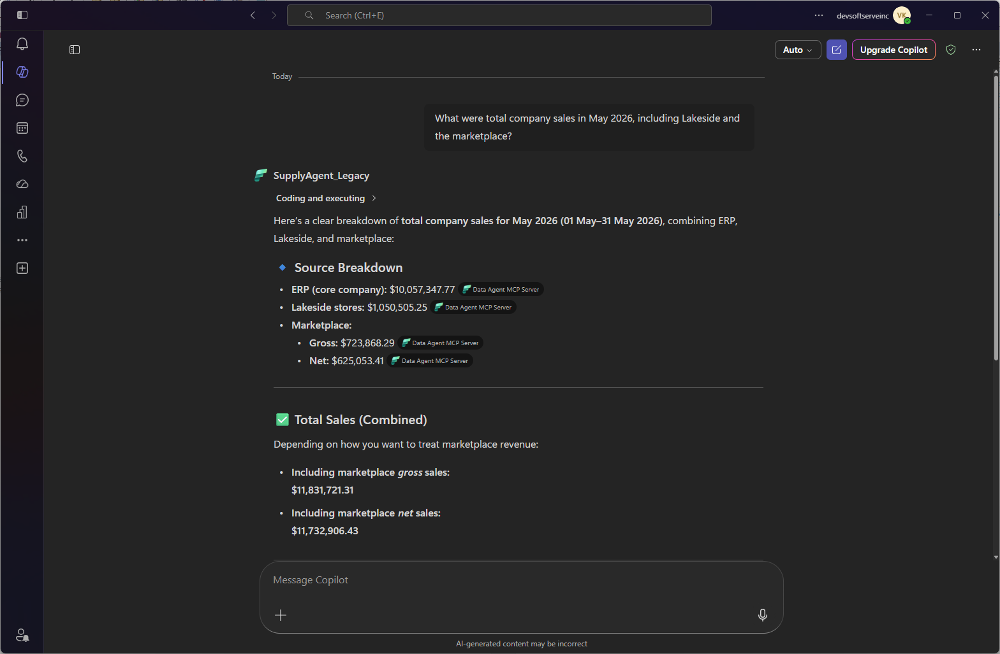 Search (Ctrl+E)
devsoftserveinc
VK
Auto
Upgrade Copilot
Today
What were total company sales in May 2026, including Lakeside and
the marketplace?
SupplyAgent_Legacy
Coding and executing
Here’s a clear breakdown of total company sales for May 2026 (01 May–31 May 2026), combining ERP,
Lakeside, and marketplace:
Source Breakdown
• ERP (core company): $10,057,347.77 Data Agent MCP Server
• Lakeside stores: $1,050,505.25 Data Agent MCP Server
• Marketplace:
• Gross: $723,868.29 Data Agent MCP Server
• Net: $625,053.41 Data Agent MCP Server
Total Sales (Combined)
Depending on how you want to treat marketplace revenue:
• Including marketplace gross sales:
$11,831,721.31
• Including marketplace net sales:
$11,732,906.43
Message Copilot
AI-generated content may be incorrect